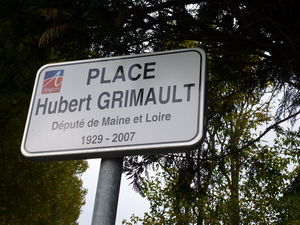 PLACE
Hubert GRIMAULT
Député de Maine et Loire
1929 - 2007